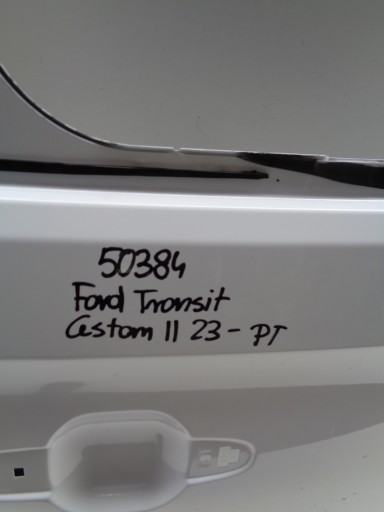 50384
Ford Transit
Custom II 23 - PT